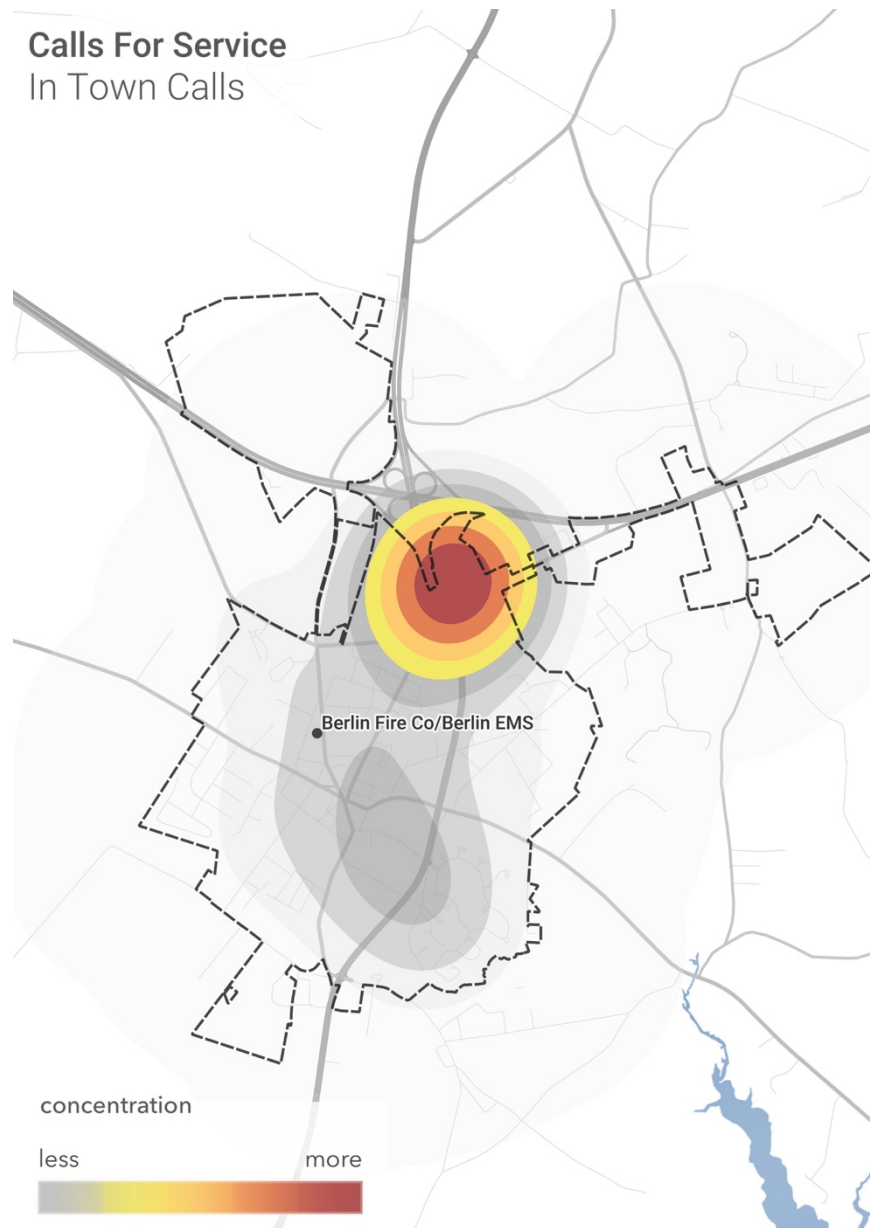 Calls For Service
In Town Calls
Berlin Fire Co/Berlin EMS
concentration
less more